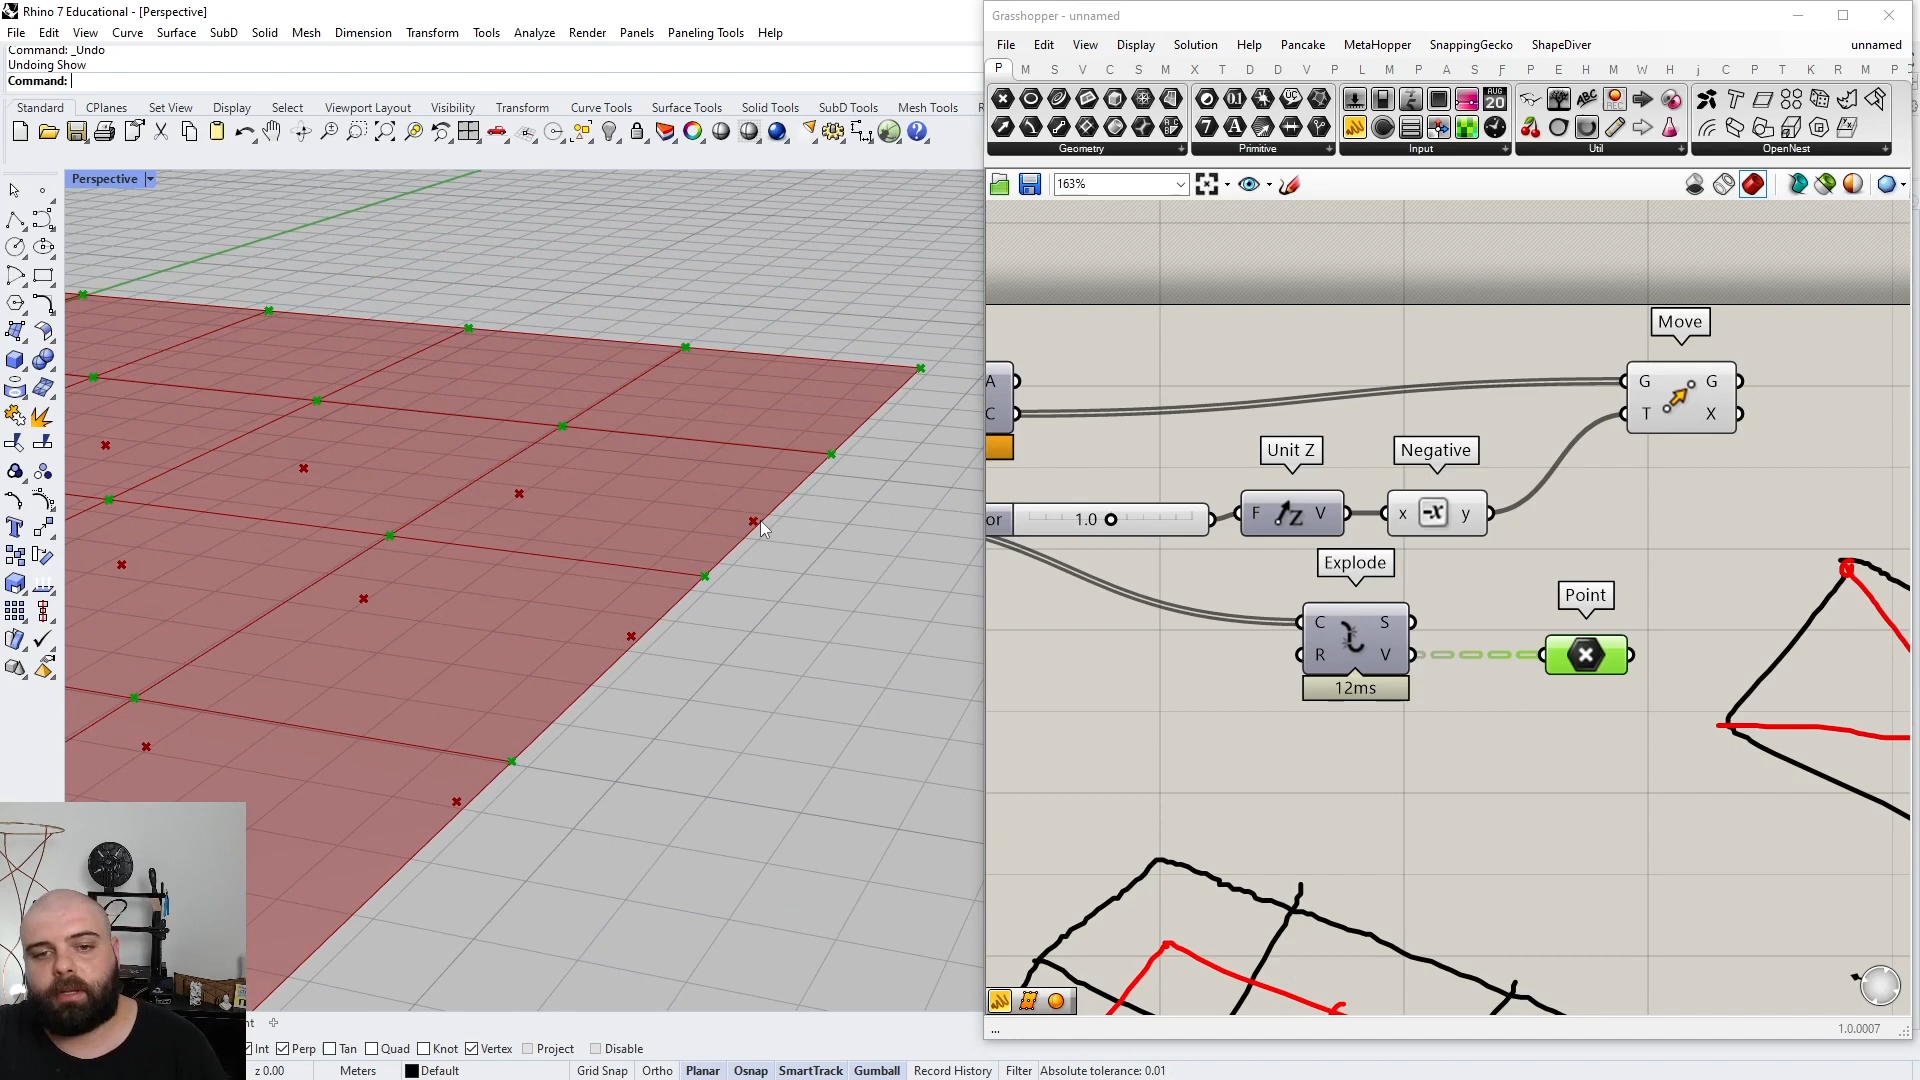 Rhino 7 Educational - [Perspective]
File Edit View Curve Surface SubD Solid Mesh Dimension Transform Tools Analyze Render Panels Paneling Tools Help
Command: _Undo
Undoing Show
Command:
Standard CPlanes Set View Display Select Viewport Layout Visibility Transform Curve Tools Surface Tools Solid Tools SubD Tools Mesh Tools
Perspective
Int Perp Tan Quad Knot Vertex Project Disable
z 0.00 Meters Default Grid Snap Ortho Planar Osnap SmartTrack Gumball Record History Filter Absolute tolerance: 0.01
Grasshopper - unnamed
File Edit View Display Solution Help Pancake MetaHopper SnappingGecko ShapeDiver unnamed
P M S V C S M X T D D V P L M P A S F P E H M W H j C P T K R M P
Geometry Primitive Input Util OpenNest
163%
Move
A
C
G G
T X
Unit Z
Negative
or 1.0
F Z V
x -x y
Explode
C S
R V
12ms
Point
...
1.0.0007